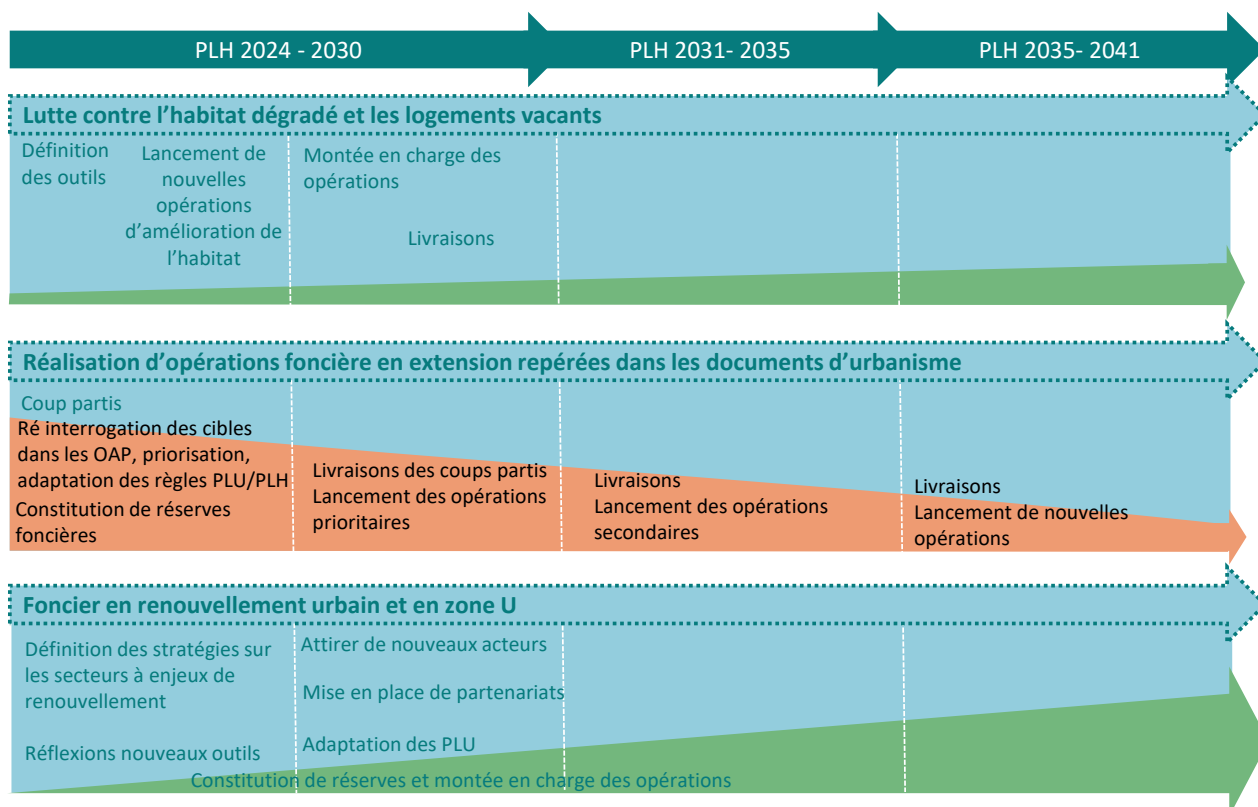 PLH 2024 - 2030
PLH 2031- 2035
PLH 2035- 2041
Lutte contre l’habitat dégradé et les logements vacants
Définition
des outils
Lancement de
nouvelles
opérations
d’amélioration de
l’habitat
Montée en charge des
opérations
Livraisons
Réalisation d’opérations foncière en extension repérées dans les documents d’urbanisme
Coup parti
Ré interrogation des cibles
dans les OAP, priorisation,
adaptation des règles PLU/PLH
Constitution de réserves
foncières
Livraisons des coups partis
Lancement des opérations
prioritaires
Livraisons
Lancement des opérations
secondaires
Livraisons
Lancement de nouvelles
opérations
Foncier en renouvellement urbain et en zone U
Définition des stratégies sur
les secteurs à enjeux de
renouvellement
Réflexions nouveaux outils
Attirer de nouveaux acteurs
Mise en place de partenariats
Adaptation des PLU
Constitution de réserves et montée en charge des opérations